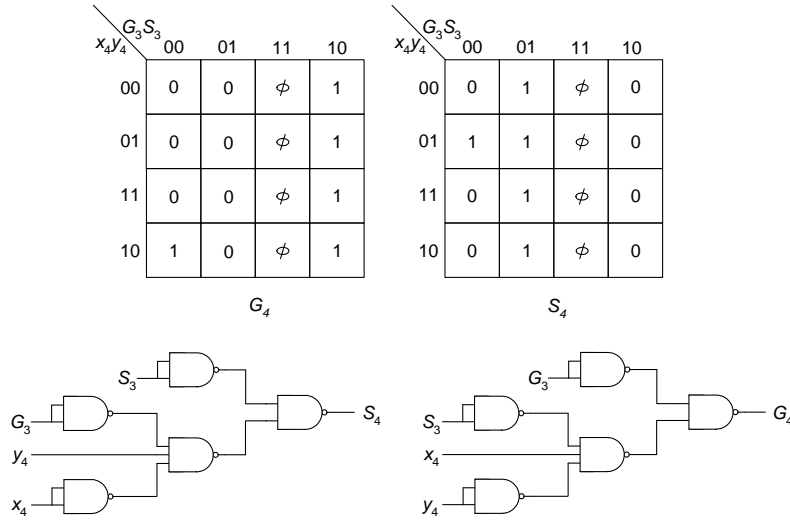 G₃S₃ G₃S₃
x₄y₄ 00 01 11 10 x₄y₄ 00 01 11 10
00 0 0 ϕ 1 00 0 1 ϕ 0
01 0 0 ϕ 1 01 1 1 ϕ 0
11 0 0 ϕ 1 11 0 1 ϕ 0
10 1 0 ϕ 1 10 0 1 ϕ 0
G₄ S₄
S₃ G₃
G₃ S₄ S₃ G₄
y₄ x₄
x₄ y₄